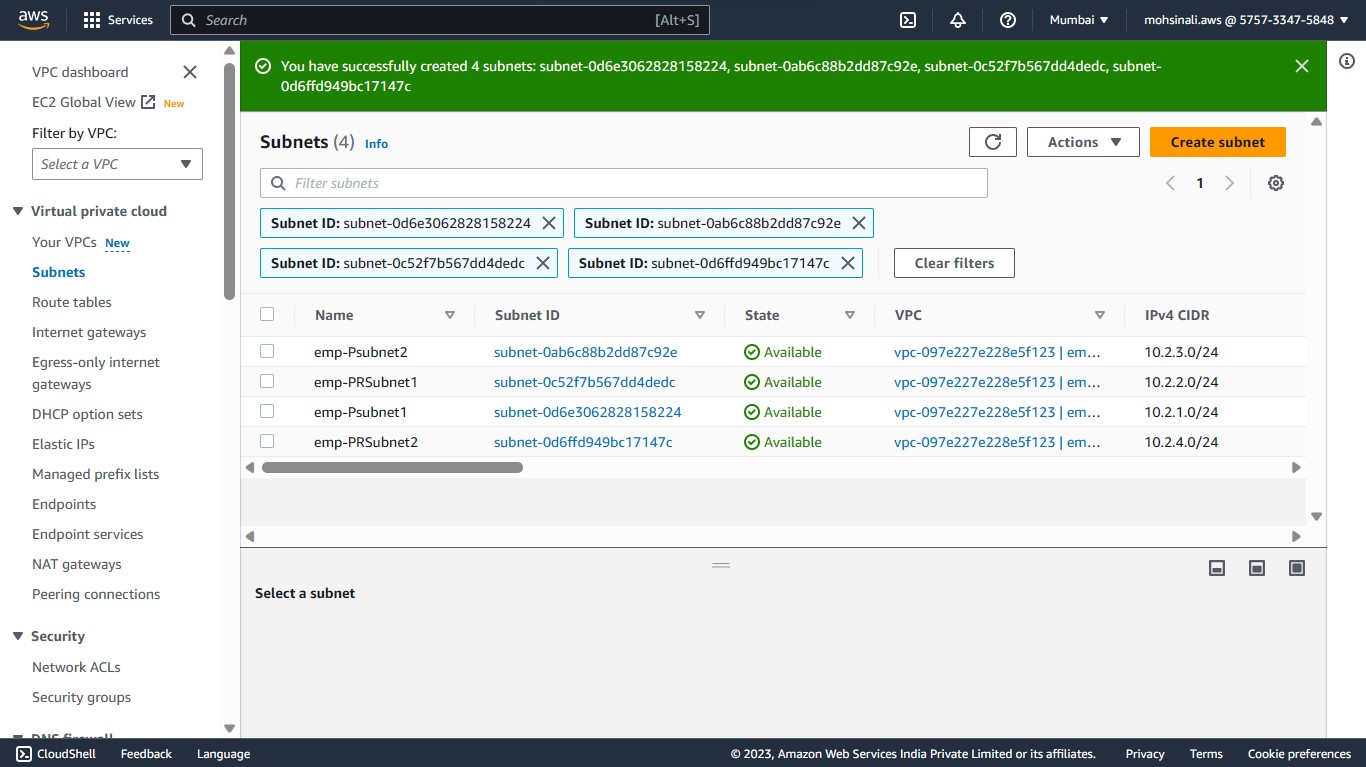 aws Services Search [Alt+S] Mumbai mohsinali.aws @ 5757-3347-5848
VPC dashboard
EC2 Global View New
Filter by VPC:
Select a VPC
Virtual private cloud
Your VPCs New
Subnets
Route tables
Internet gateways
Egress-only internet
gateways
DHCP option sets
Elastic IPs
Managed prefix lists
Endpoints
Endpoint services
NAT gateways
Peering connections
Security
Network ACLs
Security groups
DNS firewall
You have successfully created 4 subnets: subnet-0d6e3062828158224, subnet-0ab6c88b2dd87c92e, subnet-0c52f7b567dd4dedc, subnet-
0d6ffd949bc17147c
Subnets (4) Info Actions Create subnet
Filter subnets 1
Subnet ID: subnet-0d6e3062828158224 Subnet ID: subnet-0ab6c88b2dd87c92e
Subnet ID: subnet-0c52f7b567dd4dedc Subnet ID: subnet-0d6ffd949bc17147c Clear filters
Name Subnet ID State VPC IPv4 CIDR
emp-Psubnet2 subnet-0ab6c88b2dd87c92e Available vpc-097e227e228e5f123 | em... 10.2.3.0/24
emp-PRSubnet1 subnet-0c52f7b567dd4dedc Available vpc-097e227e228e5f123 | em... 10.2.2.0/24
emp-Psubnet1 subnet-0d6e3062828158224 Available vpc-097e227e228e5f123 | em... 10.2.1.0/24
emp-PRSubnet2 subnet-0d6ffd949bc17147c Available vpc-097e227e228e5f123 | em... 10.2.4.0/24
Select a subnet
CloudShell Feedback Language © 2023, Amazon Web Services India Private Limited or its affiliates. Privacy Terms Cookie preferences